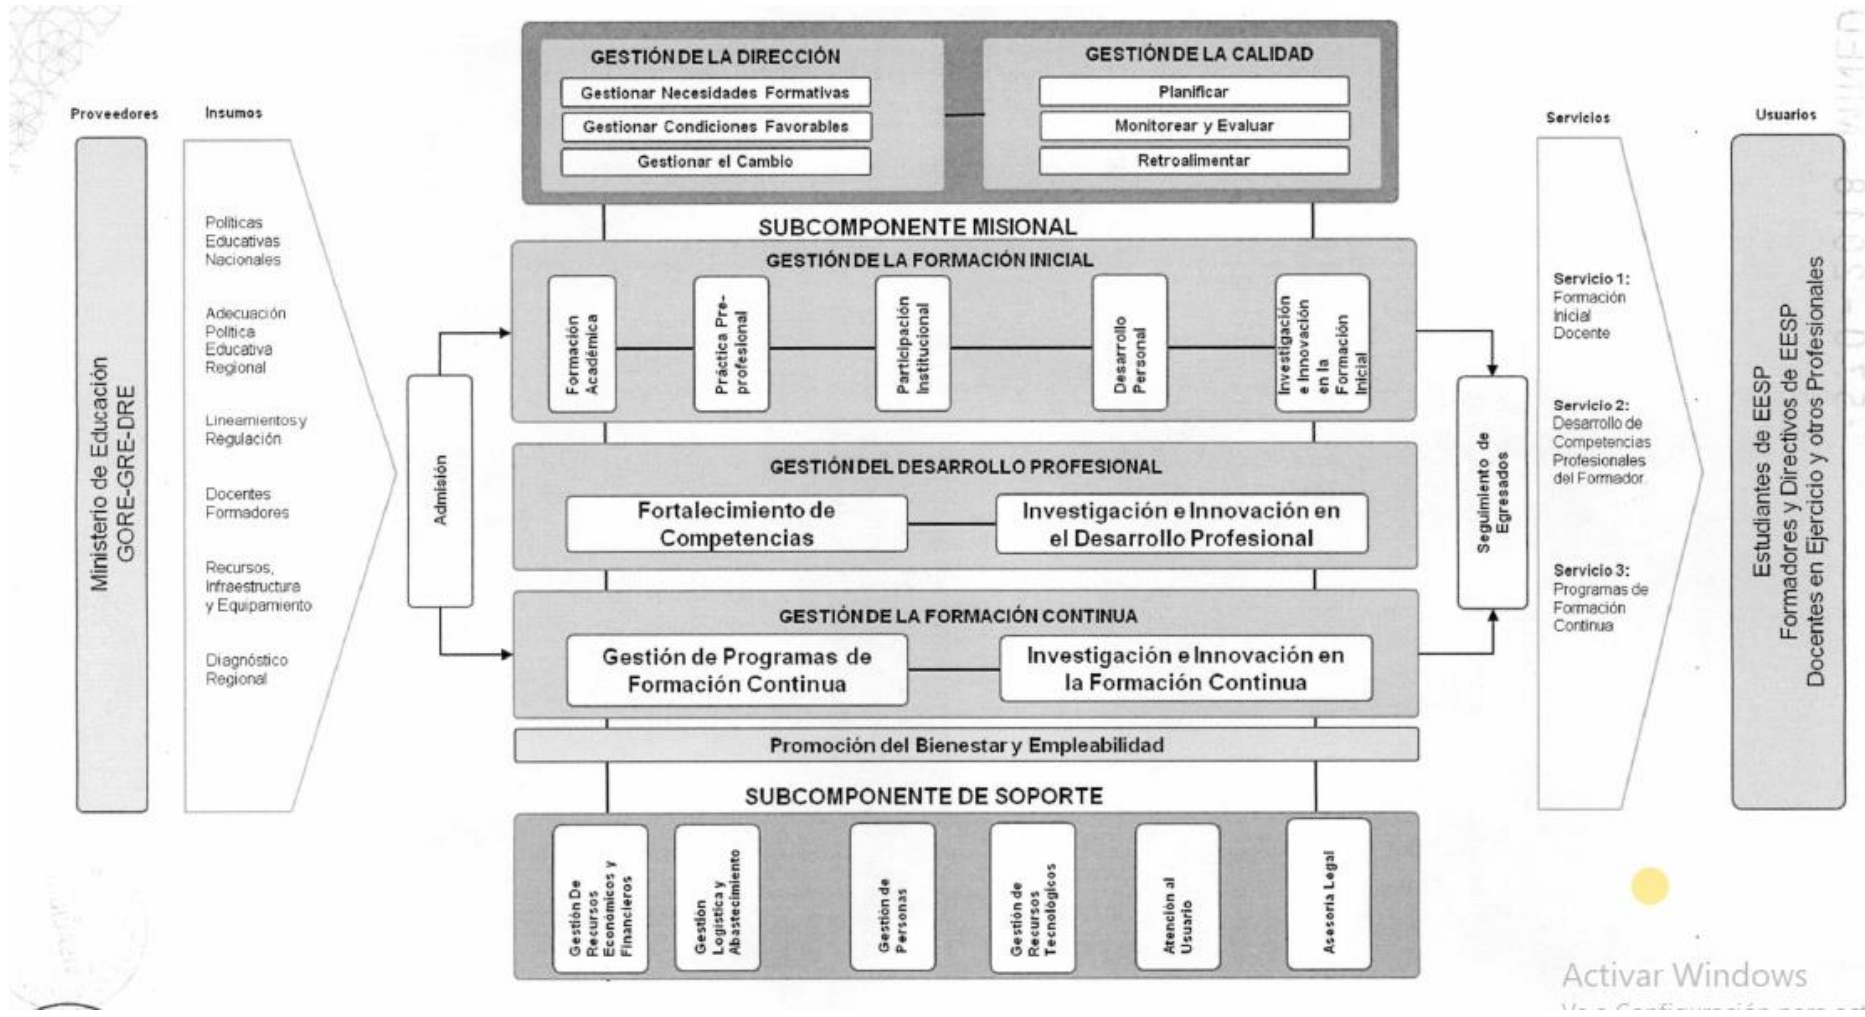 GESTIÓN DE LA DIRECCIÓN
Gestionar Necesidades Formativas
Gestionar Condiciones Favorables
Gestionar el Cambio
GESTIÓN DE LA CALIDAD
Planificar
Monitorear y Evaluar
Retroalimentar
Proveedores
Ministerio de Educación
GORE-GRE-DRE
Insumos
Políticas
Educativas
Nacionales
Adecuación
Política
Educativa
Regional
Lineamientos y
Regulación
Docentes
Formadores
Recursos,
Infraestructura
y Equipamiento
Diagnóstico
Regional
Admisión
SUBCOMPONENTE MISIONAL
GESTIÓN DE LA FORMACIÓN INICIAL
Formación
Académica
Práctica Pre-
profesional
Participación
Institucional
Desarrollo
Personal
Investigación
e Innovación
en la
Formación
Inicial
GESTIÓN DEL DESARROLLO PROFESIONAL
Fortalecimiento de
Competencias
Investigación e Innovación en
el Desarrollo Profesional
GESTIÓN DE LA FORMACIÓN CONTINUA
Gestión de Programas de
Formación Continua
Investigación e Innovación en
la Formación Continua
Promoción del Bienestar y Empleabilidad
SUBCOMPONENTE DE SOPORTE
Gestión De
Recursos
Económicos y
Financieros
Gestión
Logística y
Abastecimiento
Gestión de
Personas
Gestión de
Recursos
Tecnológicos
Atención al
Usuario
Asesoría Legal
Seguimiento de
Egresados
Servicios
Servicio 1:
Formación
Inicial
Docente
Servicio 2:
Desarrollo de
Competencias
Profesionales
del Formador.
Servicio 3:
Programas de
Formación
Continua
Usuarios
Estudiantes de EESP
Formadores y Directivos de EESP
Docentes en Ejercicio y otros Profesionales
Activar Windows